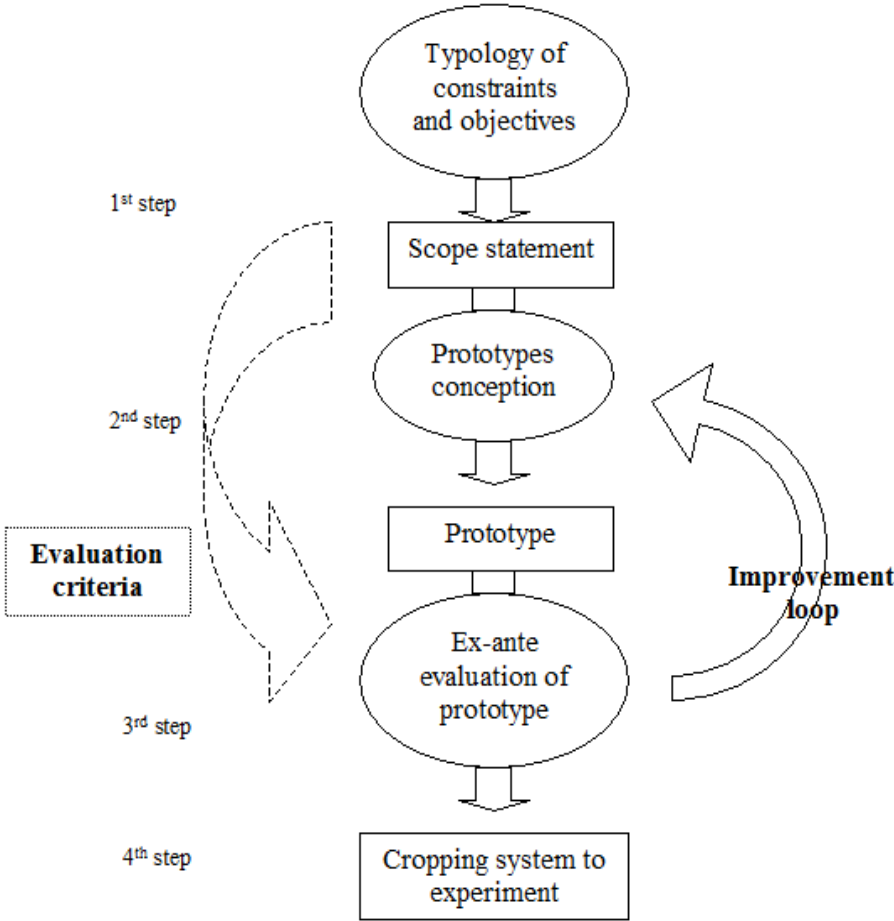 Typology of
constraints
and objectives
1st step
Scope statement
Prototypes
conception
2nd step
Prototype
Evaluation
criteria
Improvement
loop
Ex-ante
evaluation of
prototype
3rd step
4th step
Cropping system to
experiment